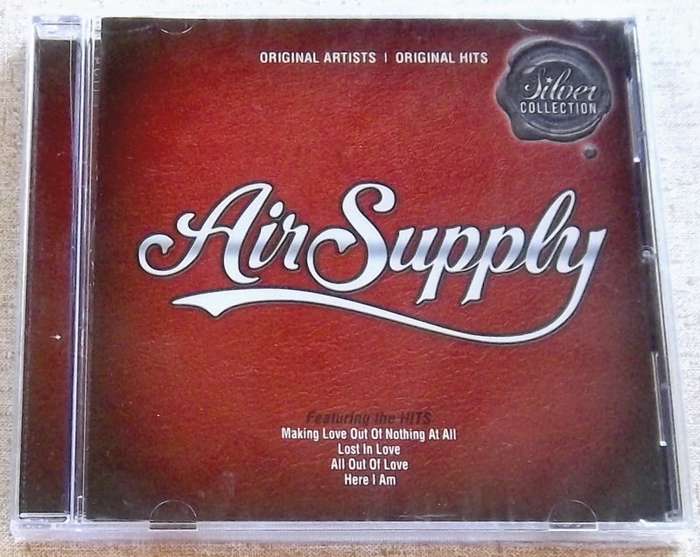 ORIGINAL ARTISTS | ORIGINAL HITS
Silver
COLLECTION
Air Supply
Featuring the HITS
Making Love Out Of Nothing At All
Lost In Love
All Out Of Love
Here I Am